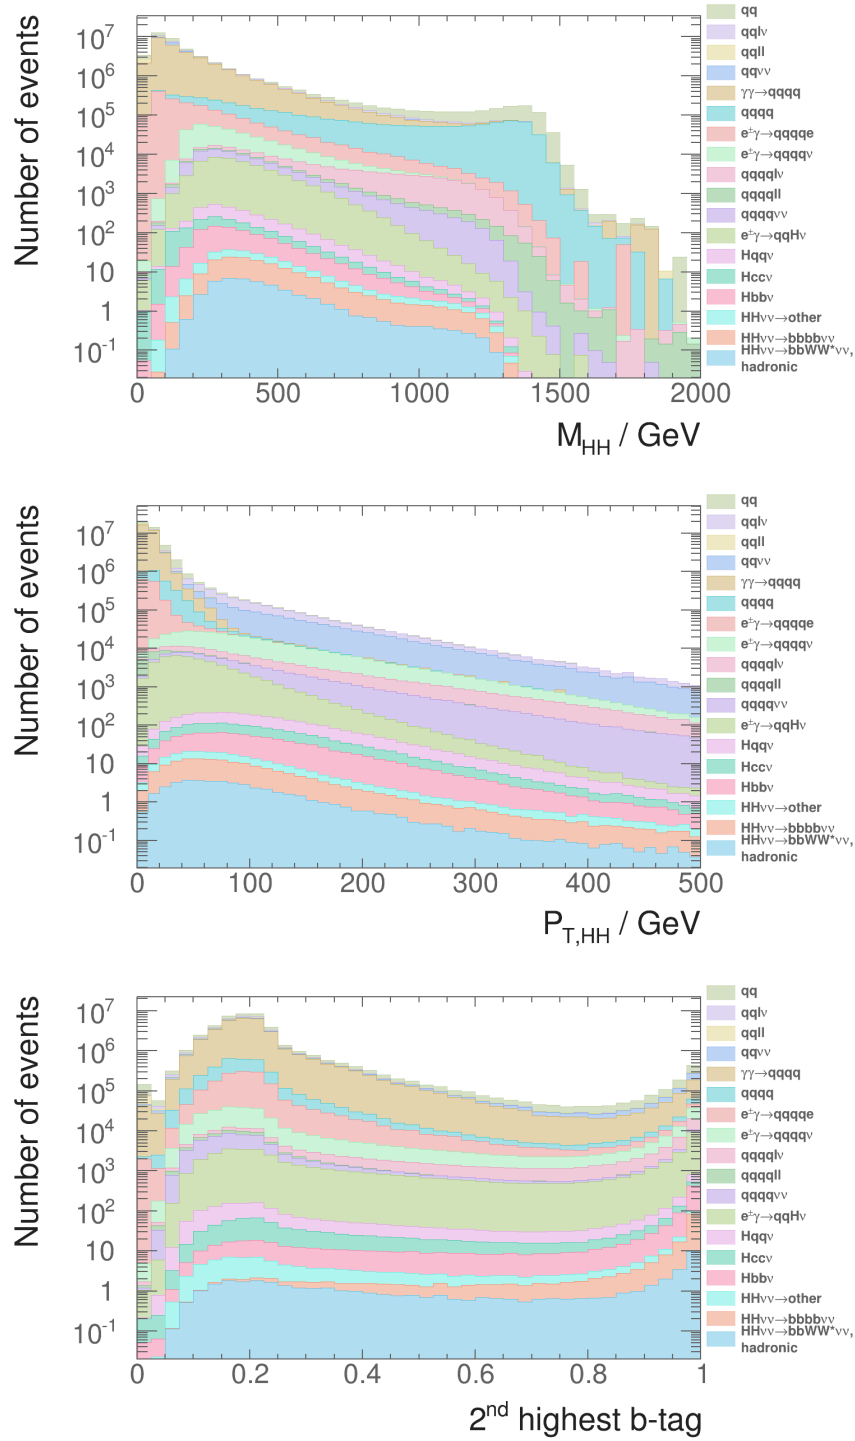 Number of events
10⁷
10⁶
10⁵
10⁴
10³
10²
10
1
10⁻¹
0 500 1000 1500 2000
M_HH / GeV
qq
qqlν
qqll
qqνν
γγ→qqqq
qqqq
e±γ→qqqqe
e±γ→qqqqν
qqqqlν
qqqqll
qqqqνν
e±γ→qqHν
Hqqν
Hccν
Hbbν
HHνν→other
HHνν→bbbbνν
HHνν→bbWW*νν,
hadronic
Number of events
10⁷
10⁶
10⁵
10⁴
10³
10²
10
1
10⁻¹
0 100 200 300 400 500
P_T,HH / GeV
qq
qqlν
qqll
qqνν
γγ→qqqq
qqqq
e±γ→qqqqe
e±γ→qqqqν
qqqqlν
qqqqll
qqqqνν
e±γ→qqHν
Hqqν
Hccν
Hbbν
HHνν→other
HHνν→bbbbνν
HHνν→bbWW*νν,
hadronic
Number of events
10⁷
10⁶
10⁵
10⁴
10³
10²
10
1
10⁻¹
0 0.2 0.4 0.6 0.8 1
2nd highest b-tag
qq
qqlν
qqll
qqνν
γγ→qqqq
qqqq
e±γ→qqqqe
e±γ→qqqqν
qqqqlν
qqqqll
qqqqνν
e±γ→qqHν
Hqqν
Hccν
Hbbν
HHνν→other
HHνν→bbbbνν
HHνν→bbWW*νν,
hadronic